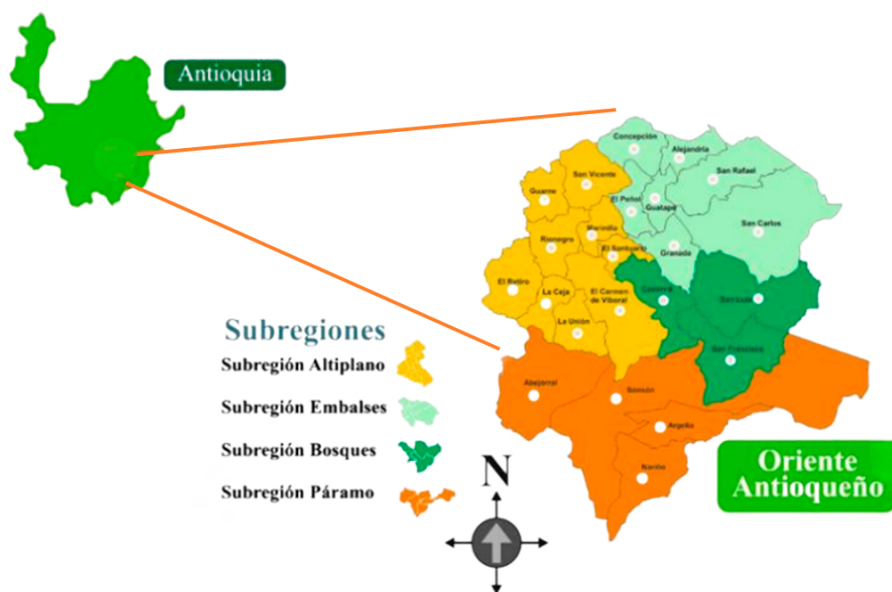 Antioquia
Concepción
Alejandría
San Vicente
San Rafael
Guarne
El Peñol
Guatapé
San Carlos
Marinilla
Rionegro
El Santuario
Granada
El Retiro
La Ceja
El Carmen
de Viboral
Cocorná
San Luis
La Unión
San Francisco
Abejorral
Sonsón
Argelia
Nariño
Subregiones
Subregión Altiplano
Subregión Embalses
Subregión Bosques
Subregión Páramo
N
Oriente
Antioqueño